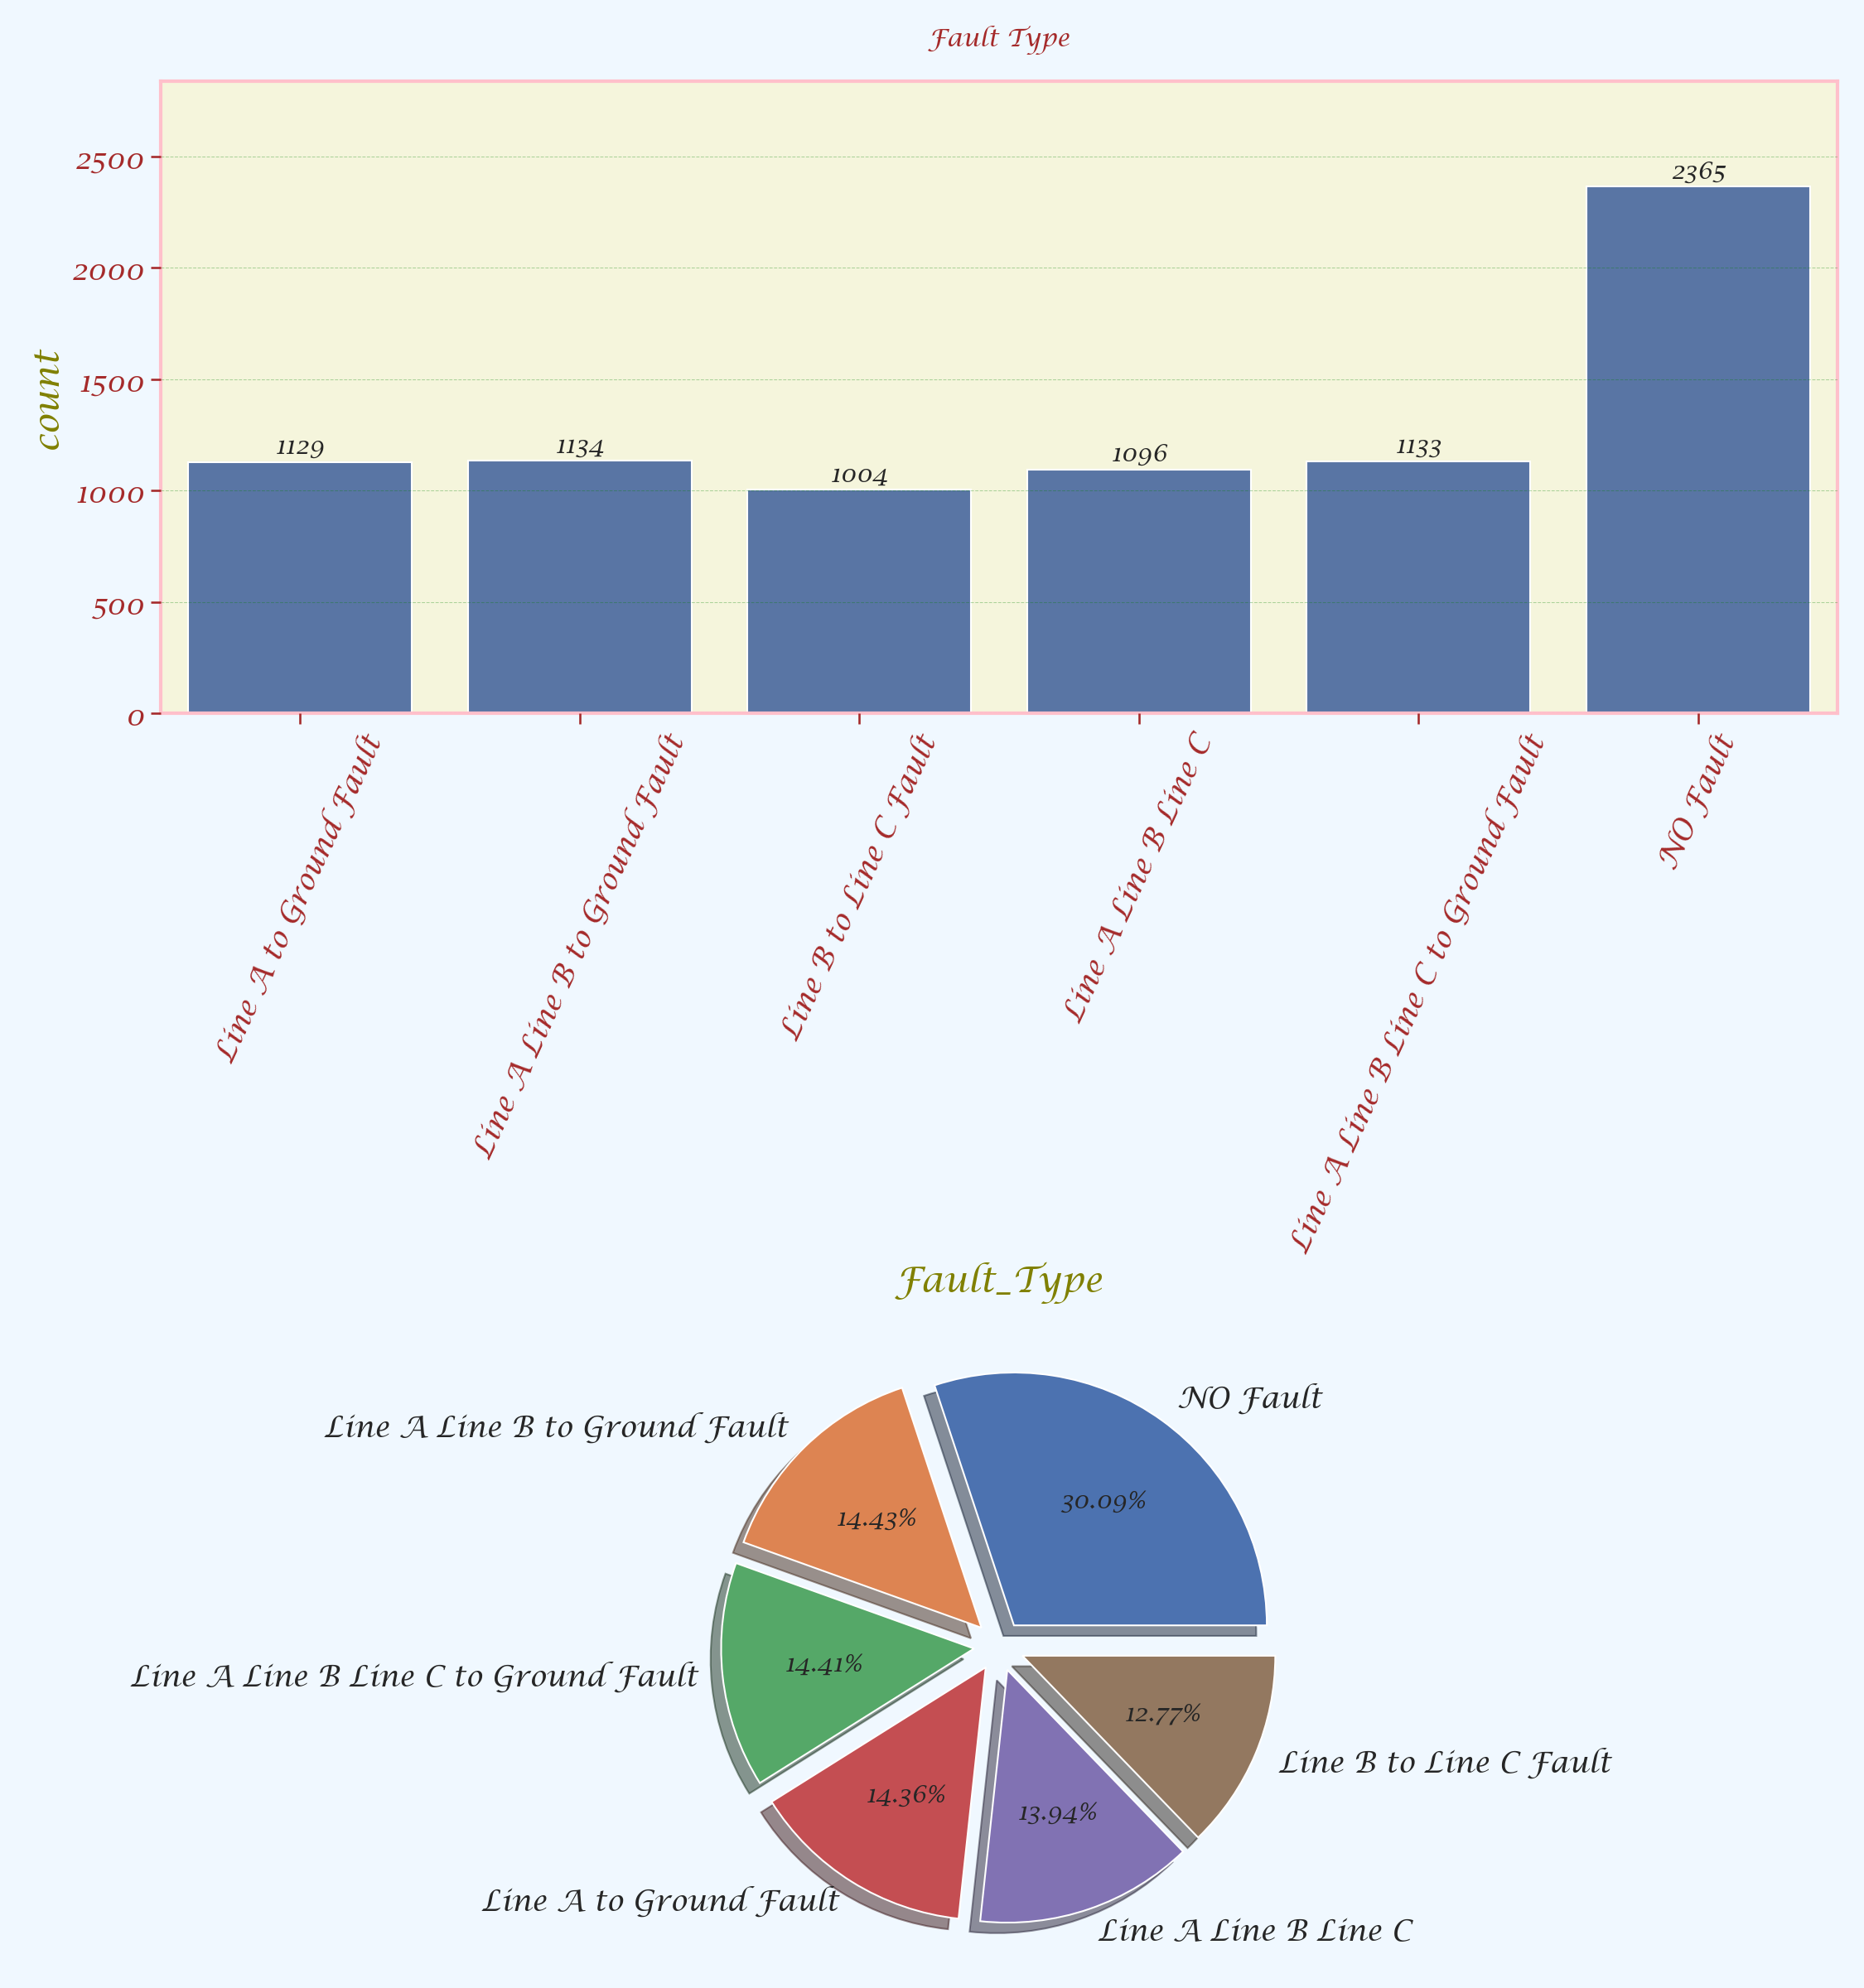 Fault Type
count
2500
2000
1500
1000
500
0
1129
1134
1004
1096
1133
2365
Line A to Ground Fault
Line A Line B to Ground Fault
Line B to Line C Fault
Line A Line B Line C
Line A Line B Line C to Ground Fault
NO Fault
Fault_Type
NO Fault
30.09%
Line A Line B to Ground Fault
14.43%
Line A Line B Line C to Ground Fault
14.41%
Line A to Ground Fault
14.36%
Line A Line B Line C
13.94%
Line B to Line C Fault
12.77%